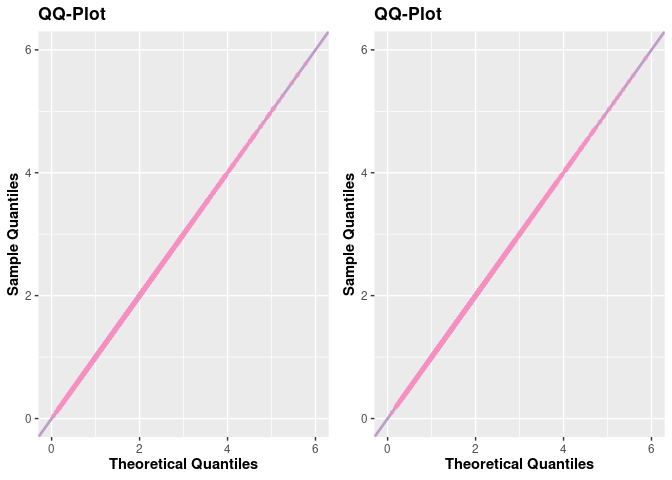 QQ-Plot
6
4
2
0
Sample Quantiles
0 2 4 6
Theoretical Quantiles
QQ-Plot
6
4
2
0
Sample Quantiles
0 2 4 6
Theoretical Quantiles